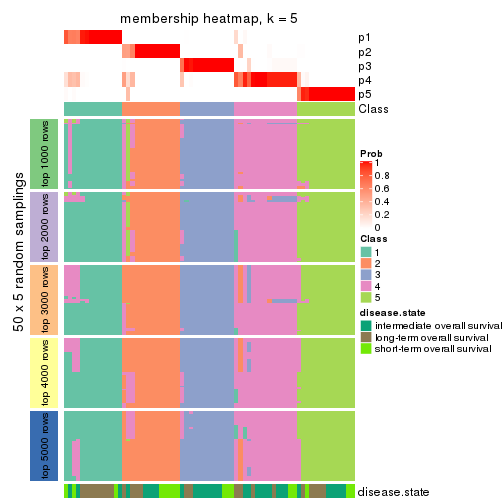 membership heatmap, k = 5
p1
p2
p3
p4
p5
Class
50 x 5 random samplings
top 1000 rows
top 2000 rows
top 3000 rows
top 4000 rows
top 5000 rows
Prob
1
0.8
0.6
0.4
0.2
0
Class
1
2
3
4
5
disease.state
intermediate overall survival
long-term overall survival
short-term overall survival
disease.state